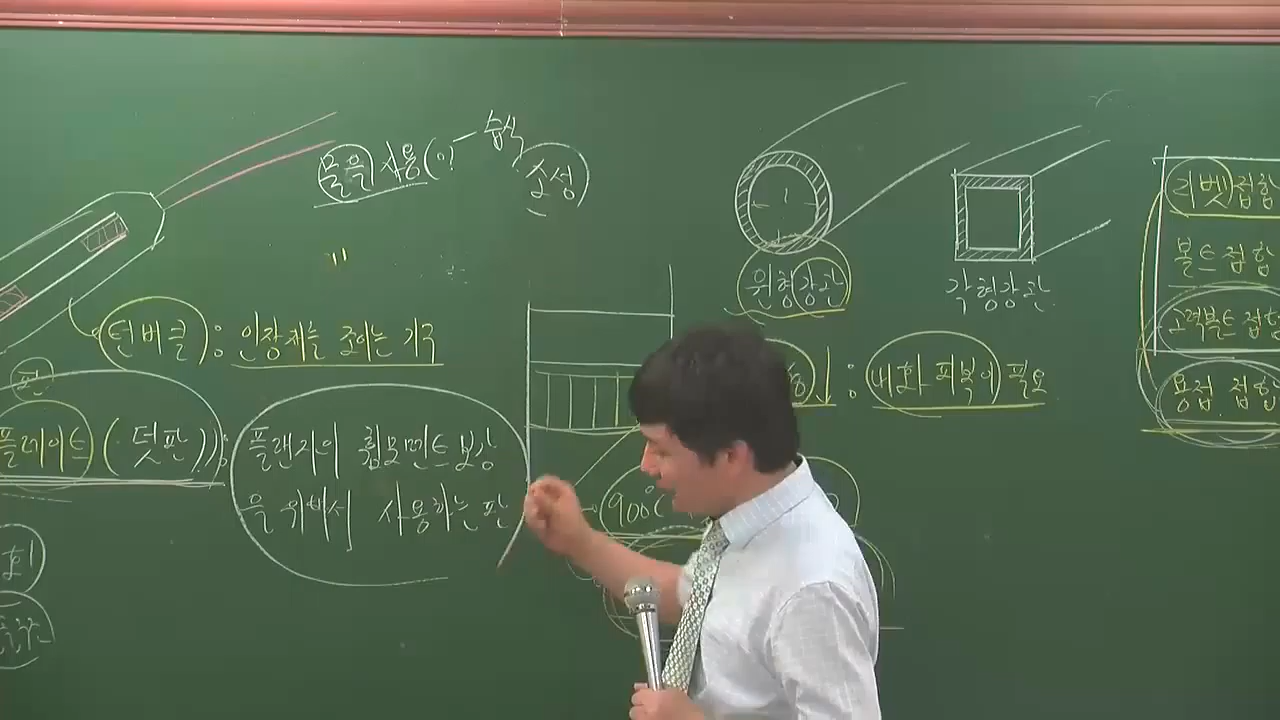 물을 사용(이
습식
조성
턴버클 : 인장재를 조이는 기구
판
플레이트 (덧판) :
플랜지의 휨모멘트 보강
을 위해서 사용하는 판
원형강관
각형강관
: 내화 피복이 필요
900℃
리벳 접합
볼트 접합
고력볼트 접합
용접 접합